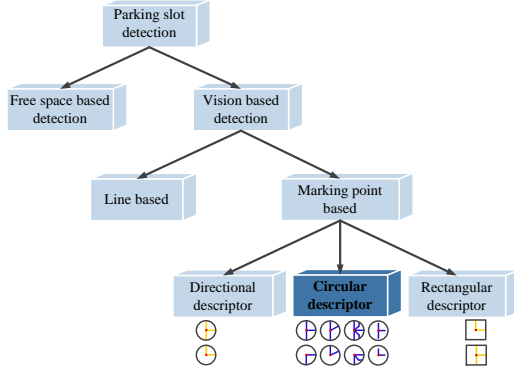 Parking slot
detection
Free space based
detection
Vision based
detection
Line based
Marking point
based
Directional
descriptor
Circular
descriptor
Rectangular
descriptor